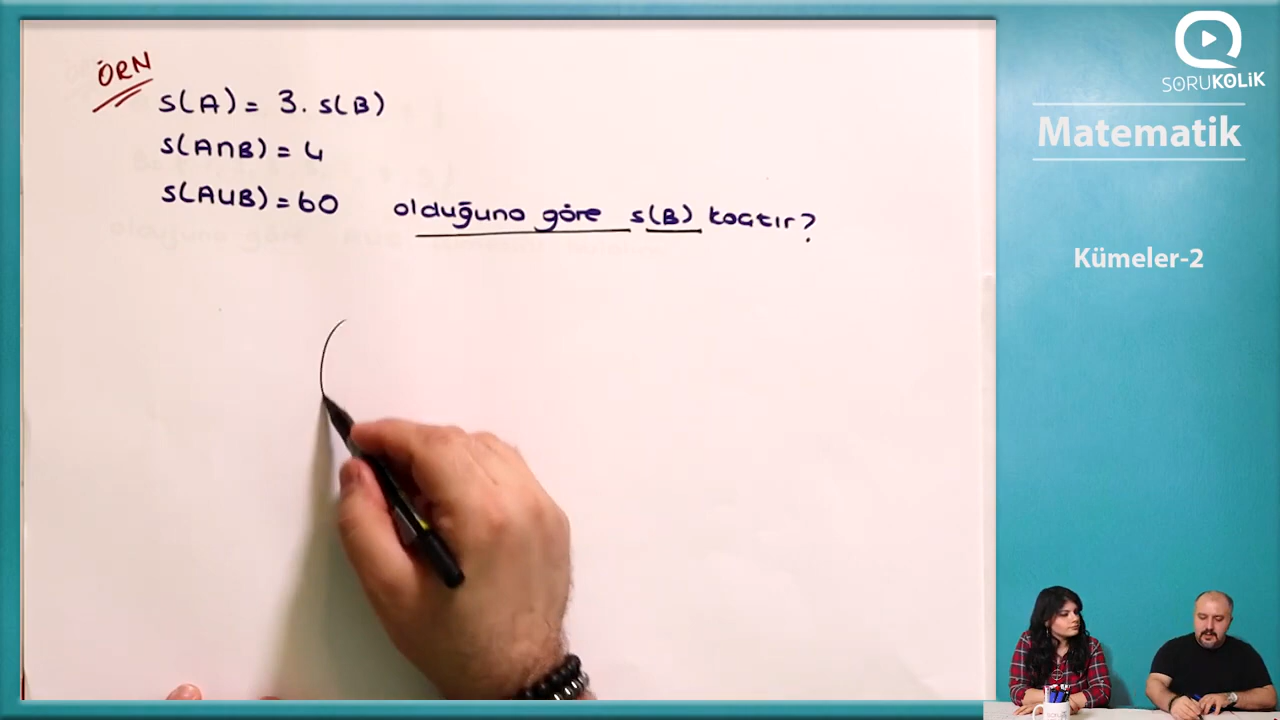 ÖRN
s(A) = 3. s(B)
s(A∩B) = 4
s(A∪B) = 60 olduğuna göre s(B) kaçtır?
SORUKOLİK
Matematik
Kümeler-2